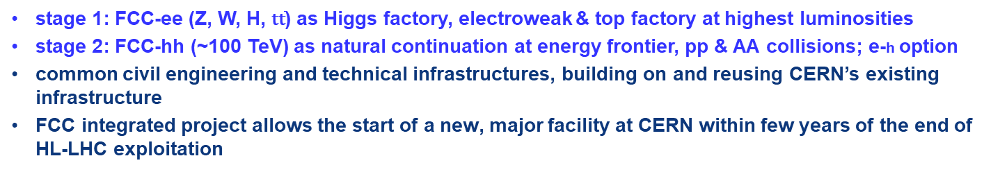 • stage 1: FCC-ee (Z, W, H, tt) as Higgs factory, electroweak & top factory at highest luminosities
• stage 2: FCC-hh (~100 TeV) as natural continuation at energy frontier, pp & AA collisions; e-h option
• common civil engineering and technical infrastructures, building on and reusing CERN’s existing
infrastructure
• FCC integrated project allows the start of a new, major facility at CERN within few years of the end of
HL-LHC exploitation